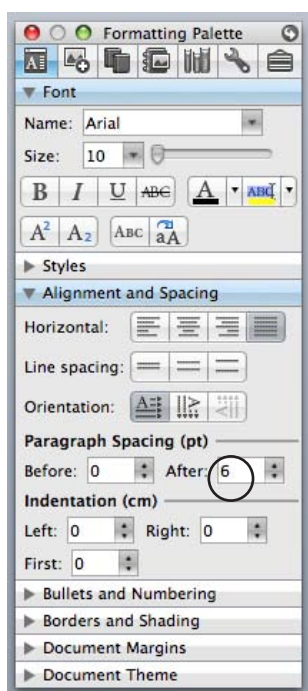 Formatting Palette
A
Font
Name: Arial
Size: 10
B I U ABC A ABC
A² A₂ ABC aA
Styles
Alignment and Spacing
Horizontal:
Line spacing:
Orientation: A
Paragraph Spacing (pt)
Before: 0 After: 6
Indentation (cm)
Left: 0 Right: 0
First: 0
Bullets and Numbering
Borders and Shading
Document Margins
Document Theme